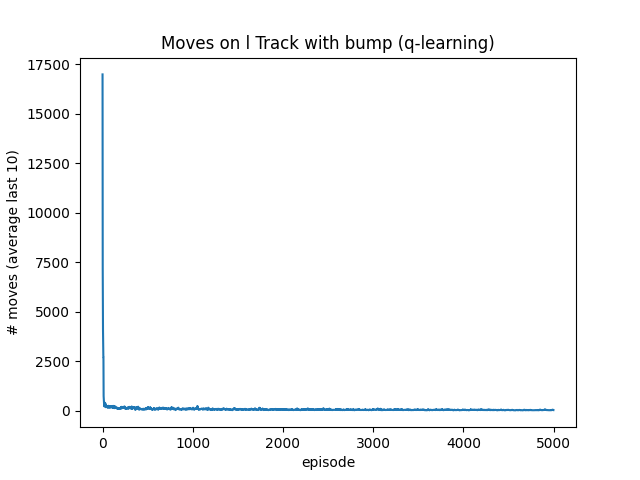 Moves on l Track with bump (q-learning)
17500
15000
12500
10000
7500
5000
2500
0
# moves (average last 10)
0 1000 2000 3000 4000 5000
episode